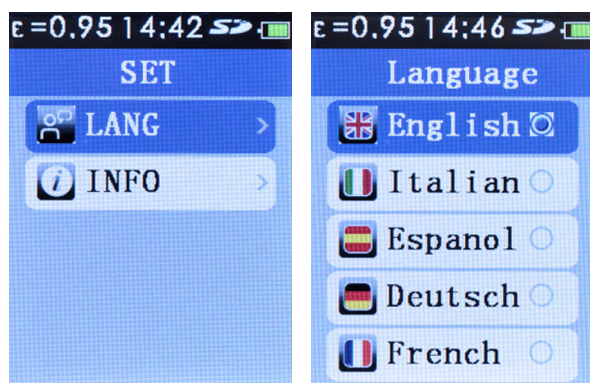 ε=0.95 14:42 SD
SET
LANG
INFO
ε=0.95 14:46 SD
Language
English
Italian
Espanol
Deutsch
French